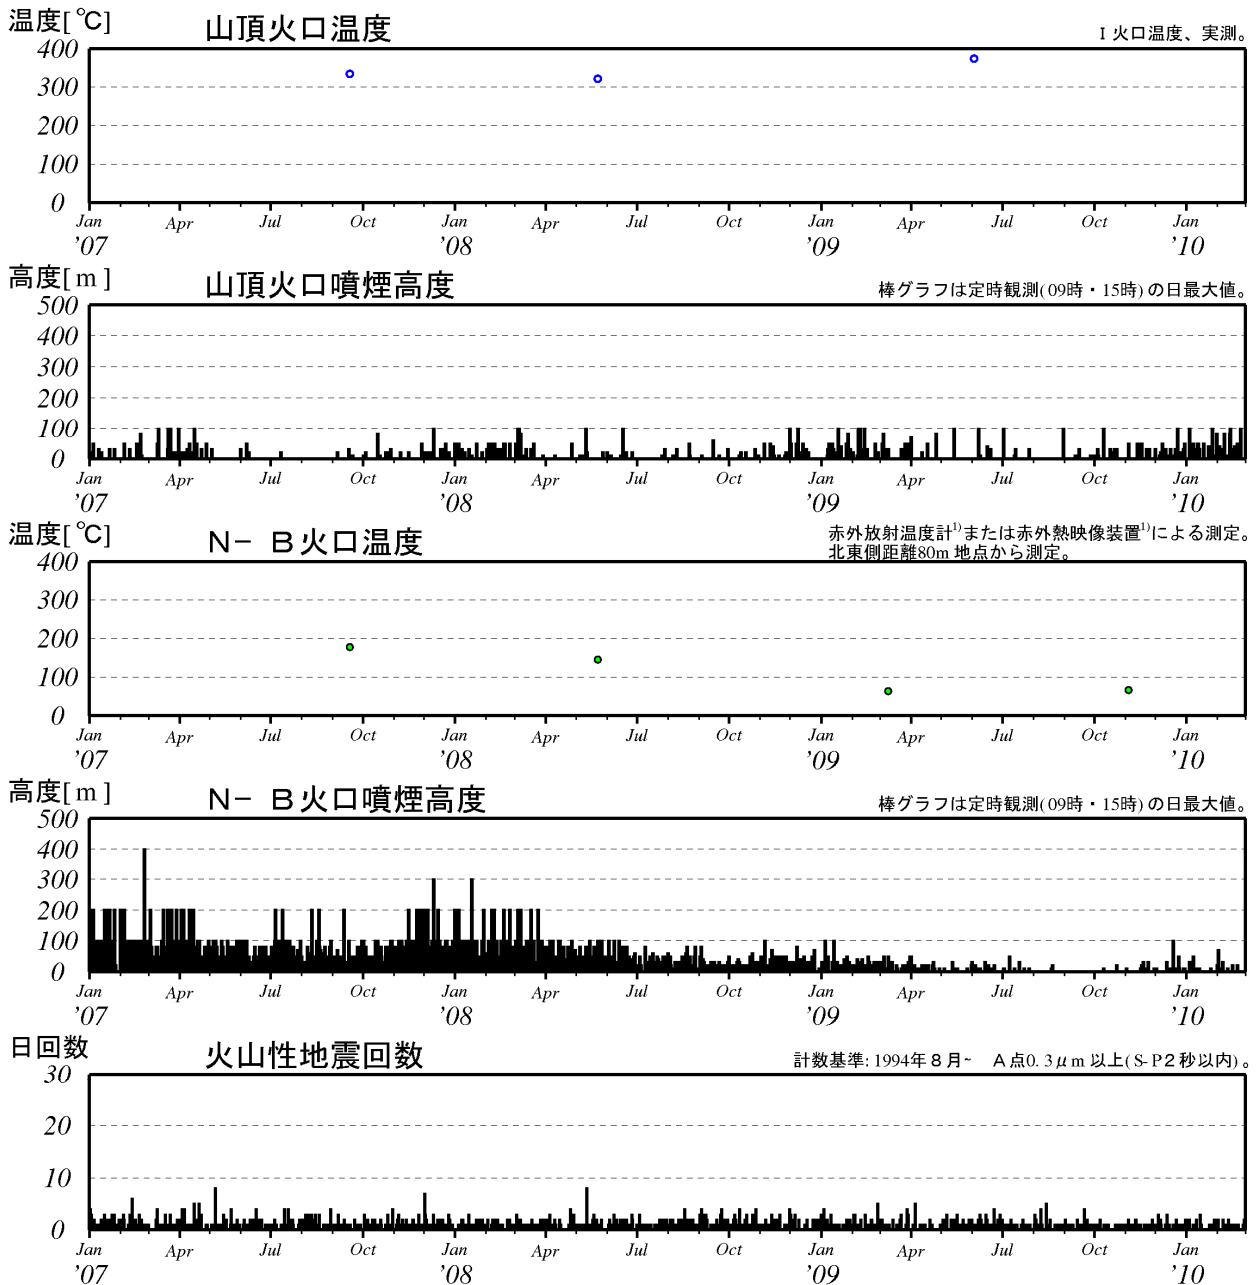 温度[℃]
山頂火口温度
I 火口温度、実測。
400
300
200
100
0
Jan Apr Jul Oct Jan Apr Jul Oct Jan Apr Jul Oct Jan
'07 '08 '09 '10
高度[m]
山頂火口噴煙高度
棒グラフは定時観測(09時・15時)の日最大値。
500
400
300
200
100
0
Jan Apr Jul Oct Jan Apr Jul Oct Jan Apr Jul Oct Jan
'07 '08 '09 '10
温度[℃]
N- B火口温度
赤外放射温度計1)または赤外熱映像装置1)による測定。
北東側距離80m 地点から測定。
400
300
200
100
0
Jan Apr Jul Oct Jan Apr Jul Oct Jan Apr Jul Oct Jan
'07 '08 '09 '10
高度[m]
N- B火口噴煙高度
棒グラフは定時観測(09時・15時)の日最大値。
500
400
300
200
100
0
Jan Apr Jul Oct Jan Apr Jul Oct Jan Apr Jul Oct Jan
'07 '08 '09 '10
日回数
火山性地震回数
計数基準: 1994年8月~ A点0.3μm 以上(S-P2秒以内)。
30
20
10
0
Jan Apr Jul Oct Jan Apr Jul Oct Jan Apr Jul Oct Jan
'07 '08 '09 '10